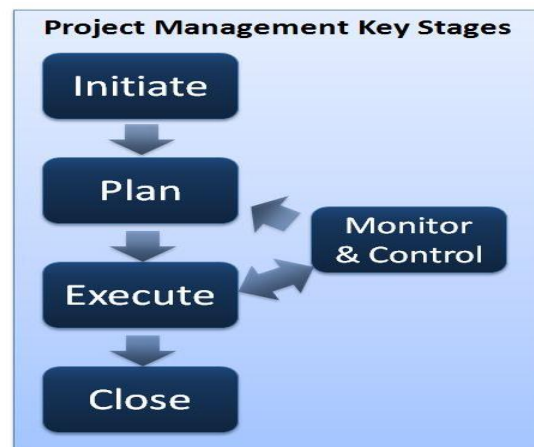 Project Management Key Stages
Initiate
Plan
Monitor
& Control
Execute
Close